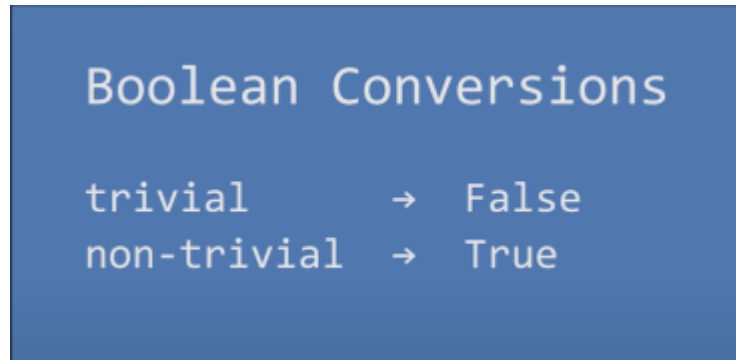 Boolean Conversions
trivial → False
non-trivial → True